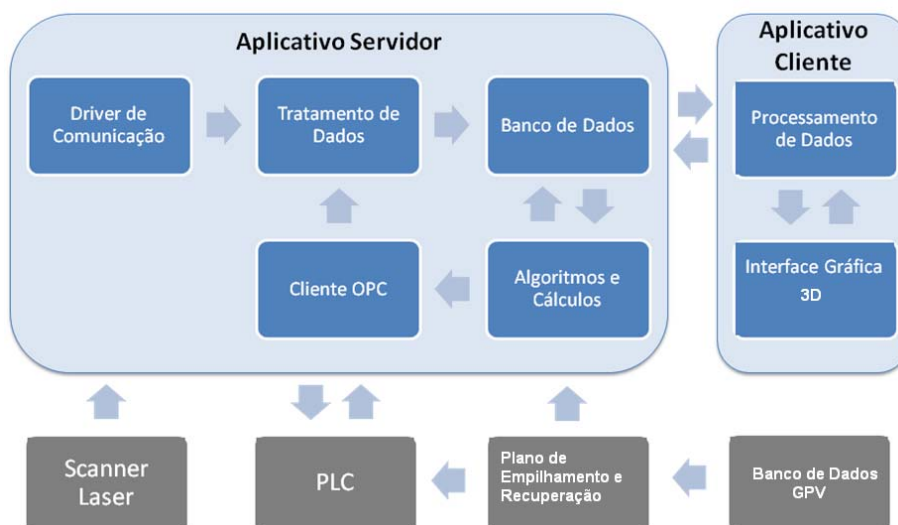 Aplicativo Servidor
Aplicativo
Cliente
Driver de
Comunicação
Tratamento de
Dados
Banco de Dados
Processamento
de Dados
Cliente OPC
Algoritmos e
Cálculos
Interface Gráfica
3D
Scanner
Laser
PLC
Plano de
Empilhamento e
Recuperação
Banco de Dados
GPV